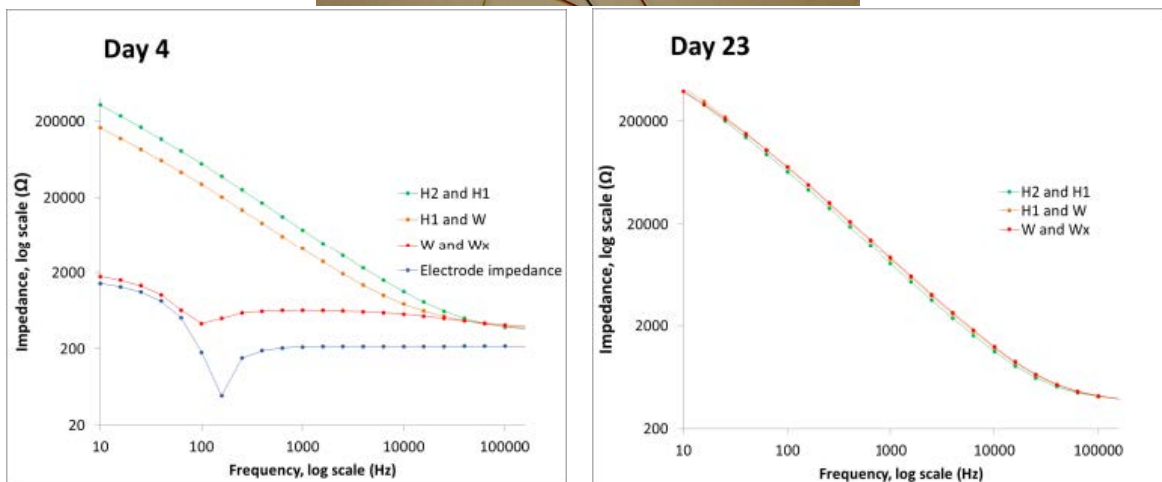 Day 4
Impedance, log scale (Ω)
200000
20000
2000
200
20
10
100
1000
10000
100000
Frequency, log scale (Hz)
H2 and H1
H1 and W
W and Wx
Electrode impedance
Day 23
Impedance, log scale (Ω)
200000
20000
2000
200
10
100
1000
10000
100000
Frequency, log scale (Hz)
H2 and H1
H1 and W
W and Wx